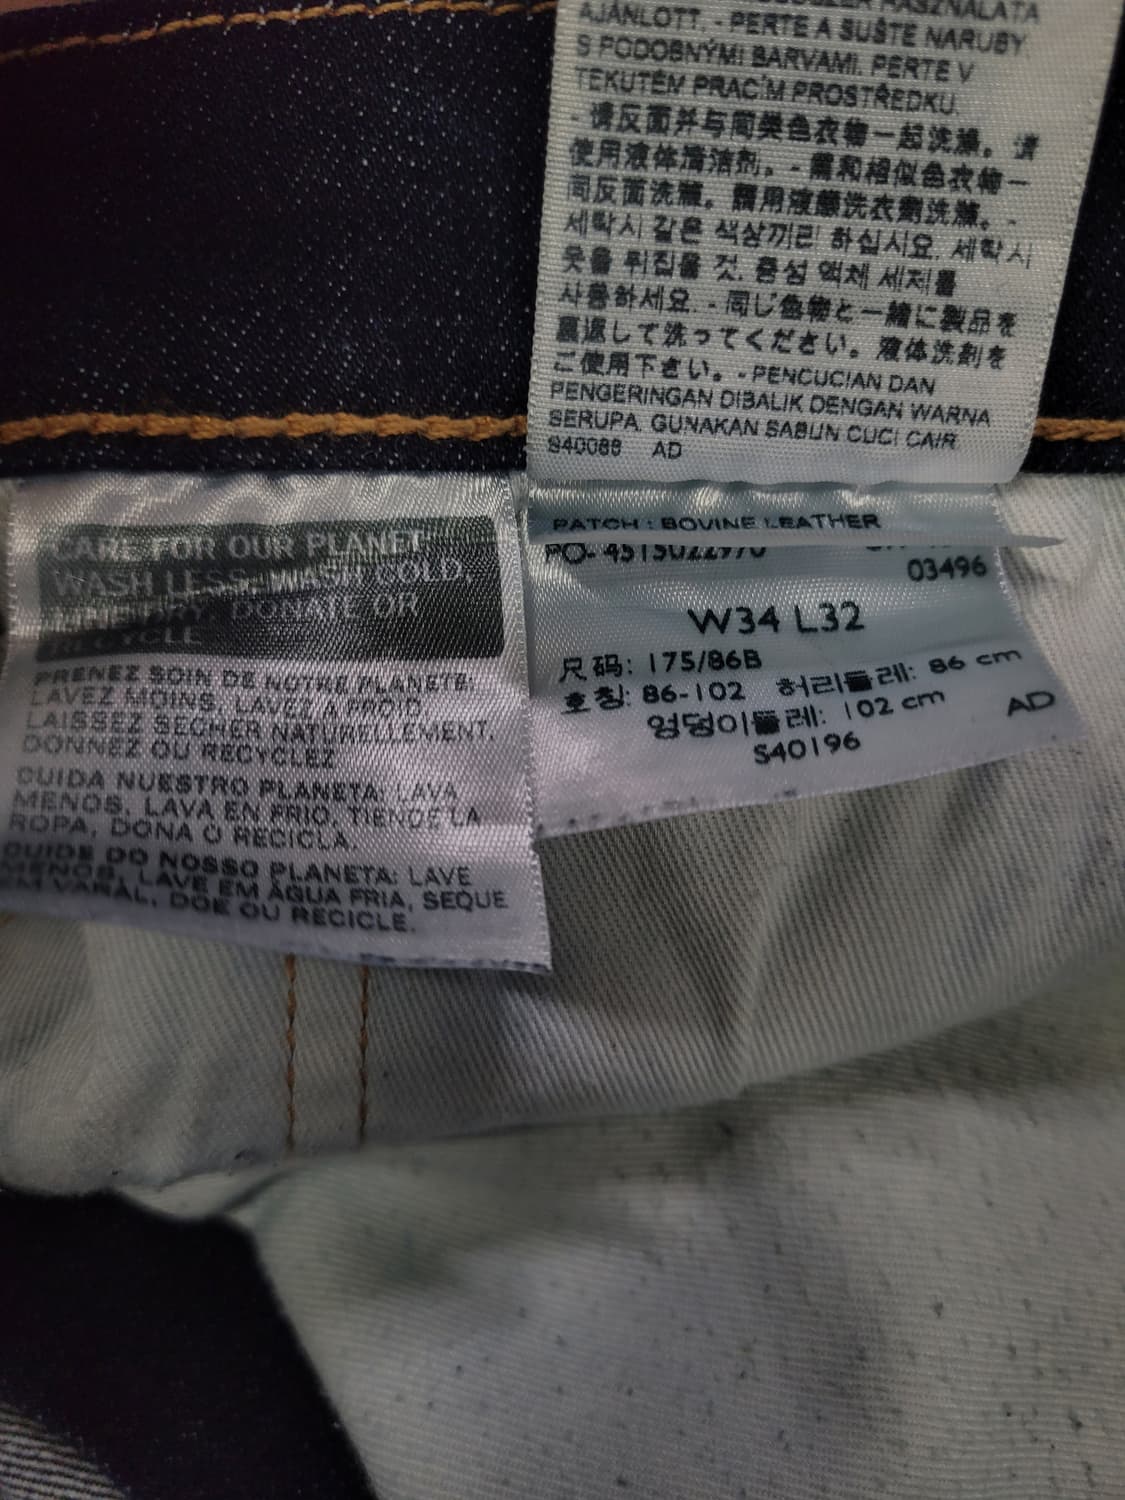 AJÁNLOTT. - PERTE A SUŠTE NARUBY
S PODOBNÝMI BARVAMI. PERTE V
TEKUTÉM PRACÍM PROSTŘEDKU.
- 请反面并与同类色衣物一起洗涤。请
使用液体清洁剂。- 需和相似色衣物一
同反面洗滌。請用液態洗衣劑洗滌。-
세탁시 같은 색상끼리 하십시요. 세탁시
옷을 뒤집을 것. 중성 액체 세제를
사용하세요. - 同じ色物と一緒に製品を
裏返して洗ってください。液体洗剤を
ご使用下さい。- PENCUCIAN DAN
PENGERINGAN DIBALIK DENGAN WARNA
SERUPA. GUNAKAN SABUN CUCI CAIR.
S40088 AD
PATCH : BOVINE LEATHER
03496
W34 L32
尺码: 175/86B
호칭: 86-102 허리둘레: 86 cm
엉덩이둘레: 102 cm AD
S40196
CARE FOR OUR PLANET
WASH LESS, WASH COLD,
LINE DRY, DONATE OR
RECYCLE
PRENEZ SOIN DE NOTRE PLANÈTE:
LAVEZ MOINS, LAVEZ À FROID,
LAISSEZ SÉCHER NATURELLEMENT.
DONNEZ OU RECYCLEZ
CUIDA NUESTRO PLANETA: LAVA
MENOS, LAVA EN FRIO, TIENDE LA
ROPA, DONA O RECICLA.
CUIDE DO NOSSO PLANETA: LAVE
MENOS, LAVE EM ÁGUA FRIA, SEQUE
EM VARAL, DOE OU RECICLE.